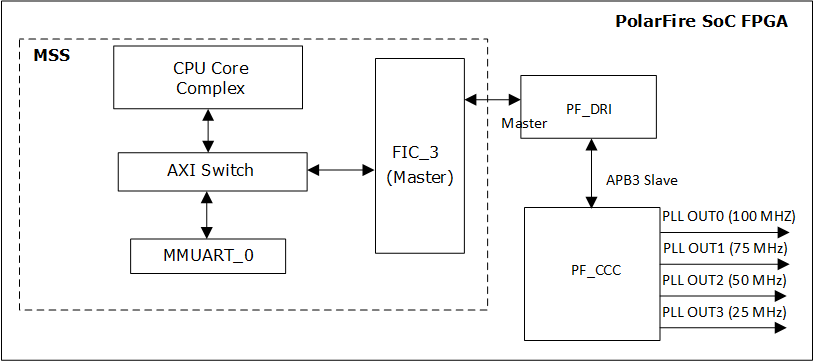 PolarFire SoC FPGA
MSS
CPU Core
Complex
AXI Switch
MMUART_0
FIC_3
(Master)
Master
PF_DRI
APB3 Slave
PF_CCC
PLL OUT0 (100 MHZ)
PLL OUT1 (75 MHz)
PLL OUT2 (50 MHz)
PLL OUT3 (25 MHz)